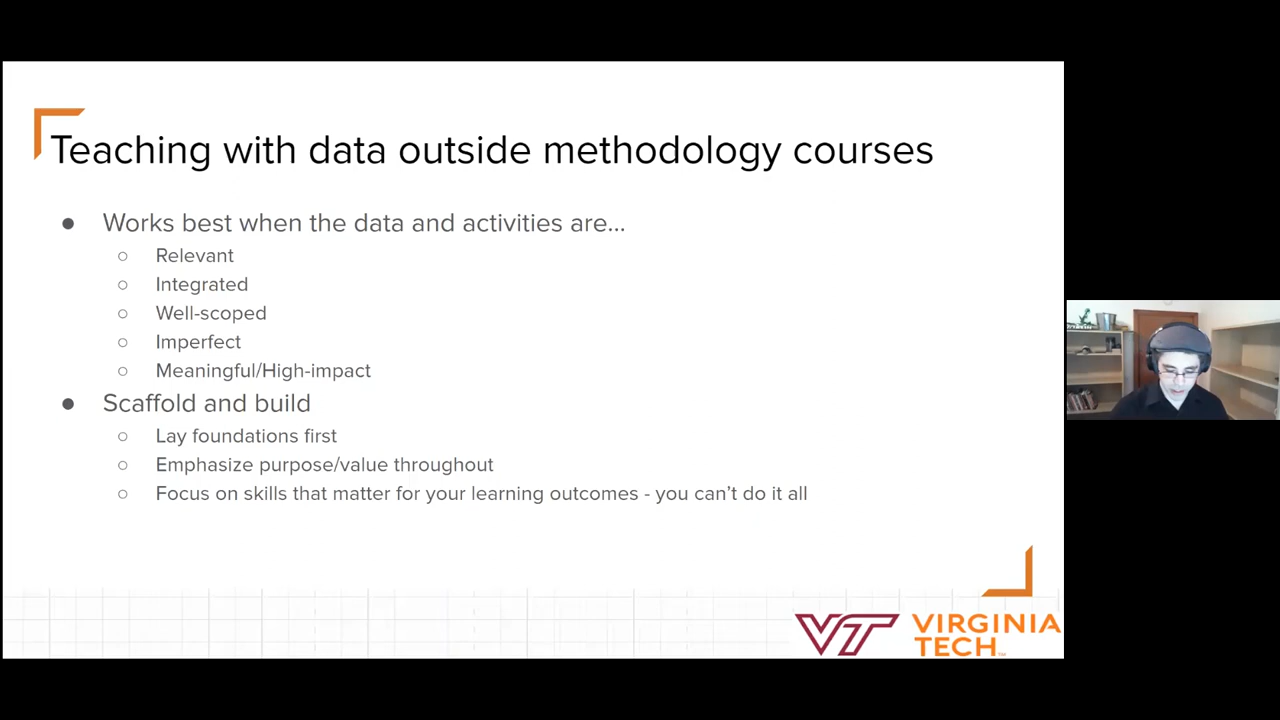 Teaching with data outside methodology courses
● Works best when the data and activities are...
○ Relevant
○ Integrated
○ Well-scoped
○ Imperfect
○ Meaningful/High-impact
● Scaffold and build
○ Lay foundations first
○ Emphasize purpose/value throughout
○ Focus on skills that matter for your learning outcomes - you can't do it all
VT VIRGINIA
TECH™